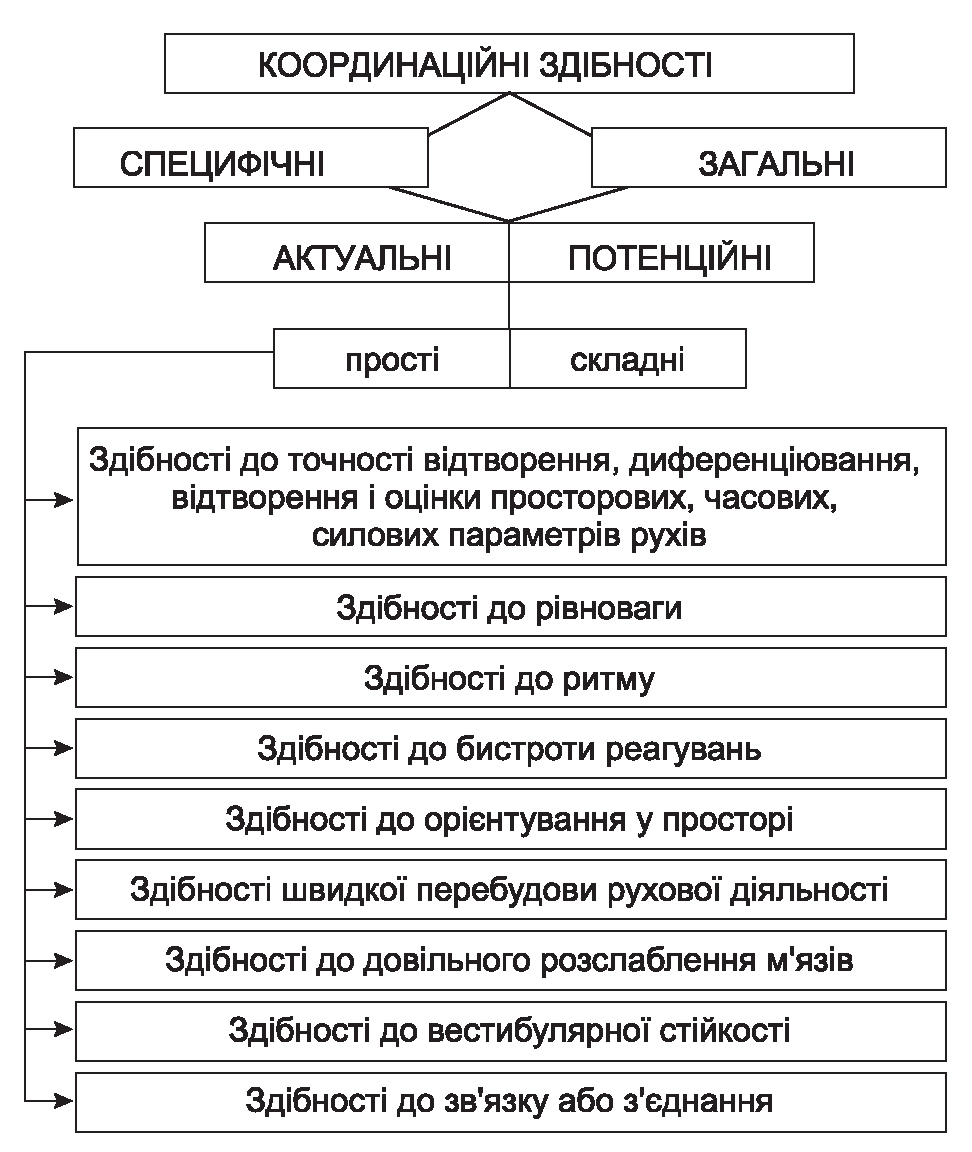 КООРДИНАЦІЙНІ ЗДІБНОСТІ
СПЕЦИФІЧНІ ЗАГАЛЬНІ
АКТУАЛЬНІ ПОТЕНЦІЙНІ
прості складні
Здібності до точності відтворення, диференціювання,
відтворення і оцінки просторових, часових,
силових параметрів рухів
Здібності до рівноваги
Здібності до ритму
Здібності до бистроти реагувань
Здібності до орієнтування у просторі
Здібності швидкої перебудови рухової діяльності
Здібності до довільного розслаблення м'язів
Здібності до вестибулярної стійкості
Здібності до зв'язку або з'єднання